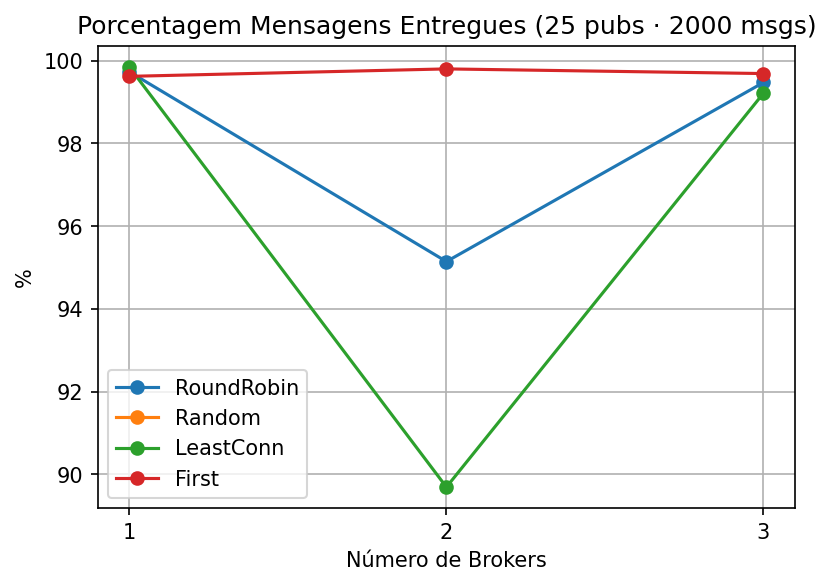 Porcentagem Mensagens Entregues (25 pubs · 2000 msgs)
100
98
96
94
92
90
%
RoundRobin
Random
LeastConn
First
1 2 3
Número de Brokers